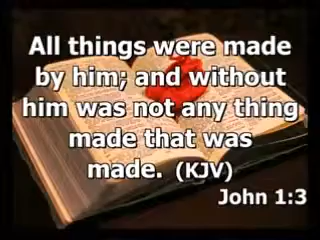 All things were made
by him; and without
him was not any thing
made that was
made. (KJV)
John 1:3